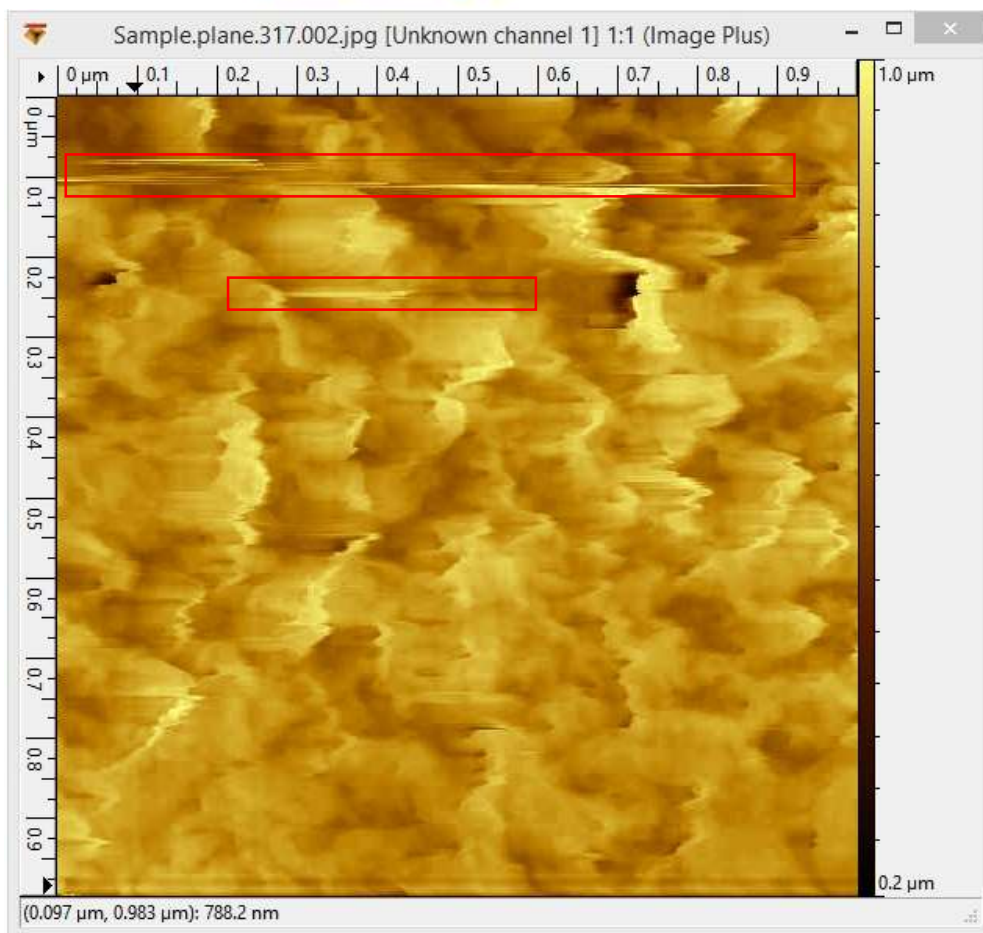 Sample.plane.317.002.jpg [Unknown channel 1] 1:1 (Image Plus)
0 µm 0.1 0.2 0.3 0.4 0.5 0.6 0.7 0.8 0.9
1.0 µm
0 µm
0.1
0.2
0.3
0.4
0.5
0.6
0.7
0.8
0.9
0.2 µm
(0.097 µm, 0.983 µm): 788.2 nm